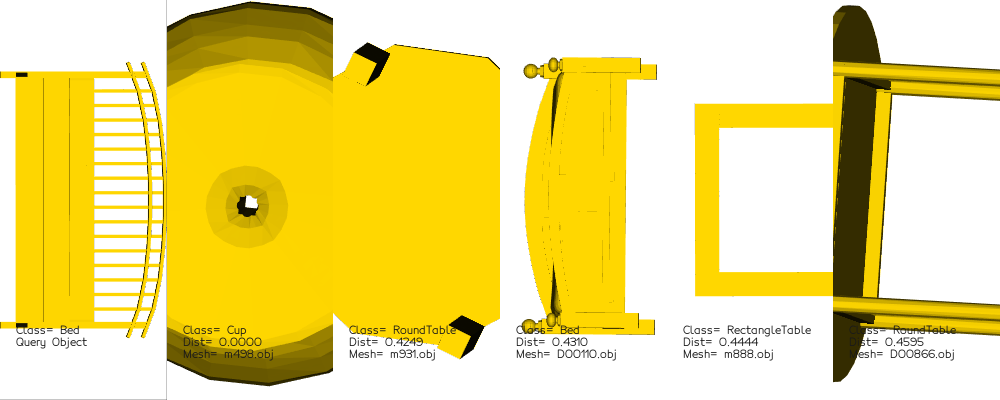 Class= Bed
Query Object
Class= Cup
Dist= 0.0000
Mesh= m498.obj
Class= RoundTable
Dist= 0.4249
Mesh= m931.obj
Class= Bed
Dist= 0.4310
Mesh= D00110.obj
Class= RectangleTable
Dist= 0.4444
Mesh= m888.obj
Class= RoundTable
Dist= 0.4595
Mesh= D00866.obj